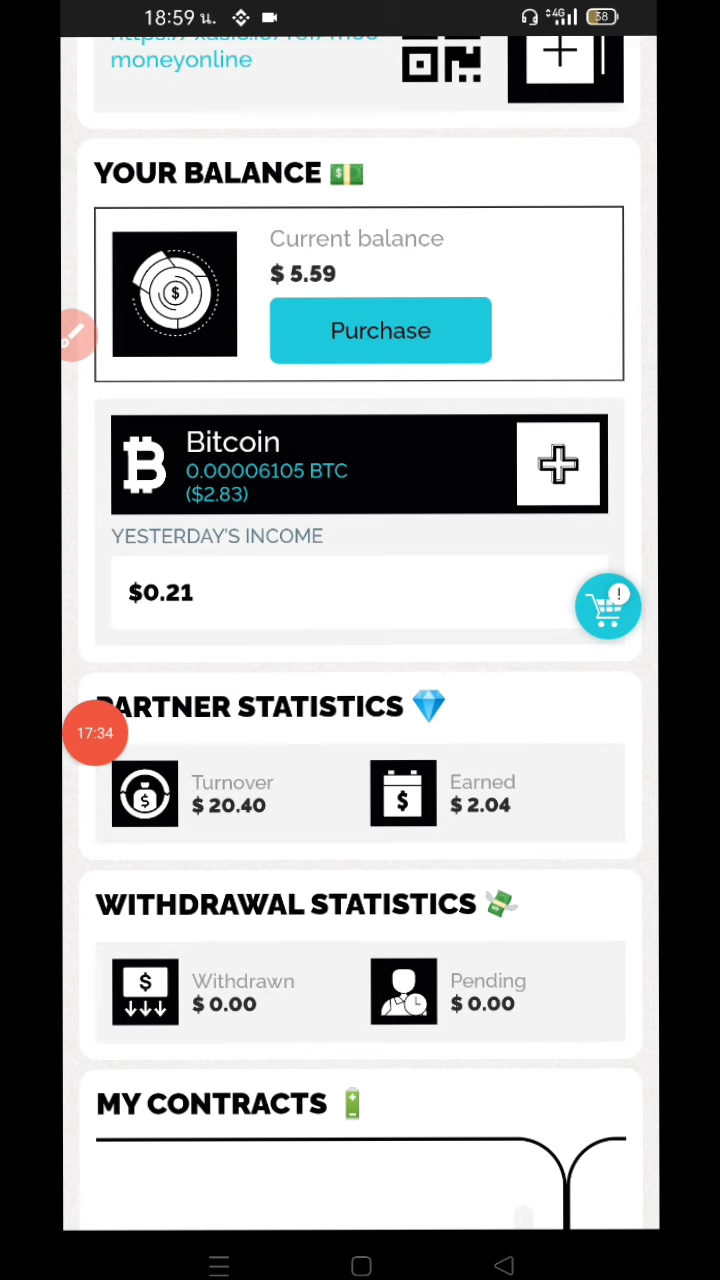 18:59 น.
4G
38
moneyonline
YOUR BALANCE 💵
Current balance
$ 5.59
Purchase
Bitcoin
0.00006105 BTC
($2.83)
YESTERDAY'S INCOME
$0.21
!
PARTNER STATISTICS 💎
17:34
Turnover
$ 20.40
Earned
$ 2.04
WITHDRAWAL STATISTICS 💸
Withdrawn
$ 0.00
Pending
$ 0.00
MY CONTRACTS 🔋